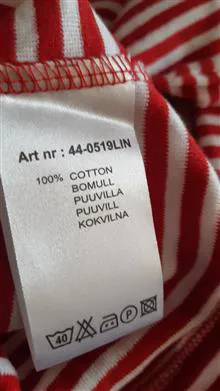 Art nr : 44-0519LIN
100% COTTON
BOMULL
PUUVILLA
PUUVILL
KOKVILNA
40 P